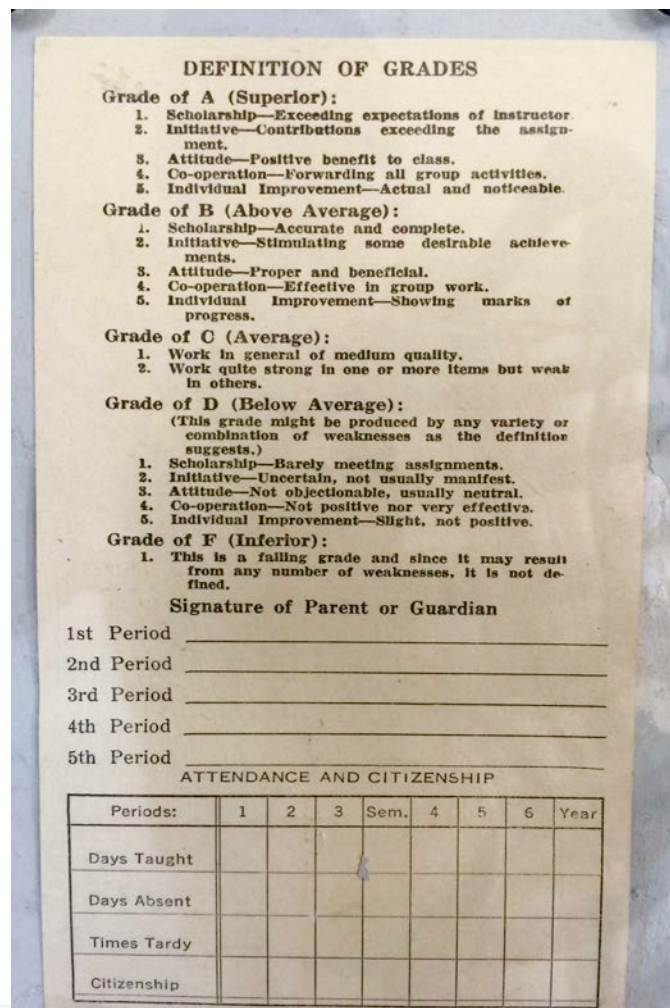 DEFINITION OF GRADES
Grade of A (Superior):
1. Scholarship—Exceeding expectations of instructor.
2. Initiative—Contributions exceeding the assign-
ment.
3. Attitude—Positive benefit to class.
4. Co-operation—Forwarding all group activities.
5. Individual Improvement—Actual and noticeable.
Grade of B (Above Average):
1. Scholarship—Accurate and complete.
2. Initiative—Stimulating some desirable achieve-
ments.
3. Attitude—Proper and beneficial.
4. Co-operation—Effective in group work.
5. Individual Improvement—Showing marks of
progress.
Grade of C (Average):
1. Work in general of medium quality.
2. Work quite strong in one or more items but weak
in others.
Grade of D (Below Average):
(This grade might be produced by any variety or
combination of weaknesses as the definition
suggests.)
1. Scholarship—Barely meeting assignments.
2. Initiative—Uncertain, not usually manifest.
3. Attitude—Not objectionable, usually neutral.
4. Co-operation—Not positive nor very effective.
5. Individual Improvement—Slight, not positive.
Grade of F (Inferior):
1. This is a failing grade and since it may result
from any number of weaknesses, it is not de-
fined.
Signature of Parent or Guardian
1st Period
2nd Period
3rd Period
4th Period
5th Period
ATTENDANCE AND CITIZENSHIP
Periods: 1 2 3 Sem. 4 5 6 Year
Days Taught
Days Absent
Times Tardy
Citizenship